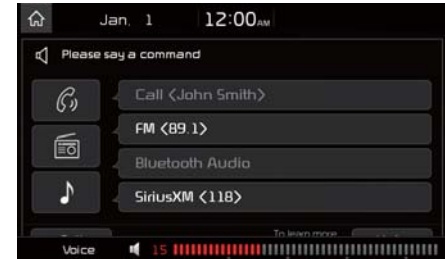 Jan. 1 12:00AM
Please say a command
Call <John Smith>
FM <89.1>
Bluetooth Audio
SiriusXM <118>
To learn more
Voice 15